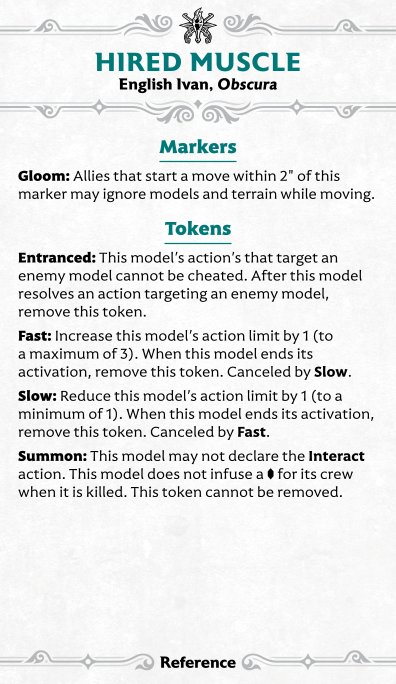 HIRED MUSCLE
English Ivan, Obscura
Markers
Gloom: Allies that start a move within 2" of this
marker may ignore models and terrain while moving.
Tokens
Entranced: This model's action's that target an
enemy model cannot be cheated. After this model
resolves an action targeting an enemy model,
remove this token.
Fast: Increase this model's action limit by 1 (to
a maximum of 3). When this model ends its
activation, remove this token. Canceled by Slow.
Slow: Reduce this model's action limit by 1 (to a
minimum of 1). When this model ends its activation,
remove this token. Canceled by Fast.
Summon: This model may not declare the Interact
action. This model does not infuse a for its crew
when it is killed. This token cannot be removed.
Reference